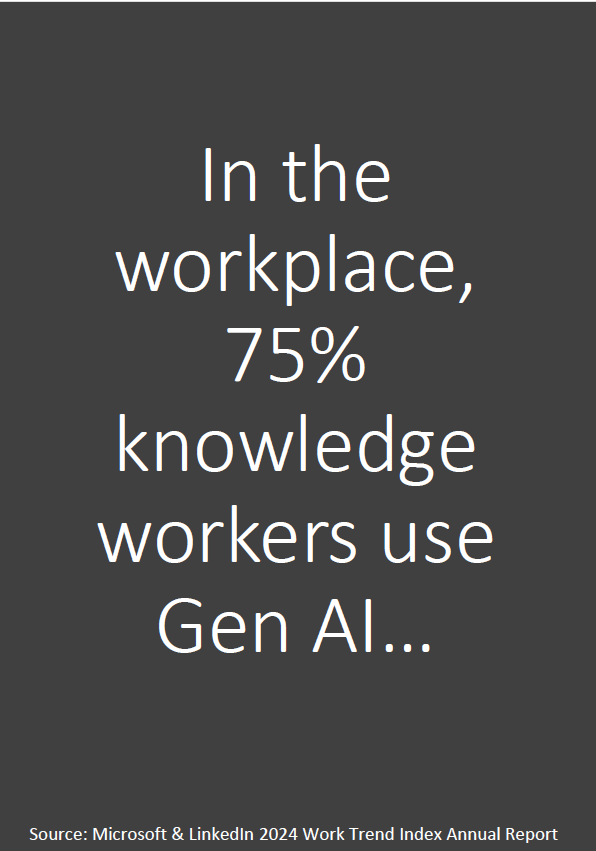 In the
workplace,
75%
knowledge
workers use
Gen AI...
Source: Microsoft & LinkedIn 2024 Work Trend Index Annual Report